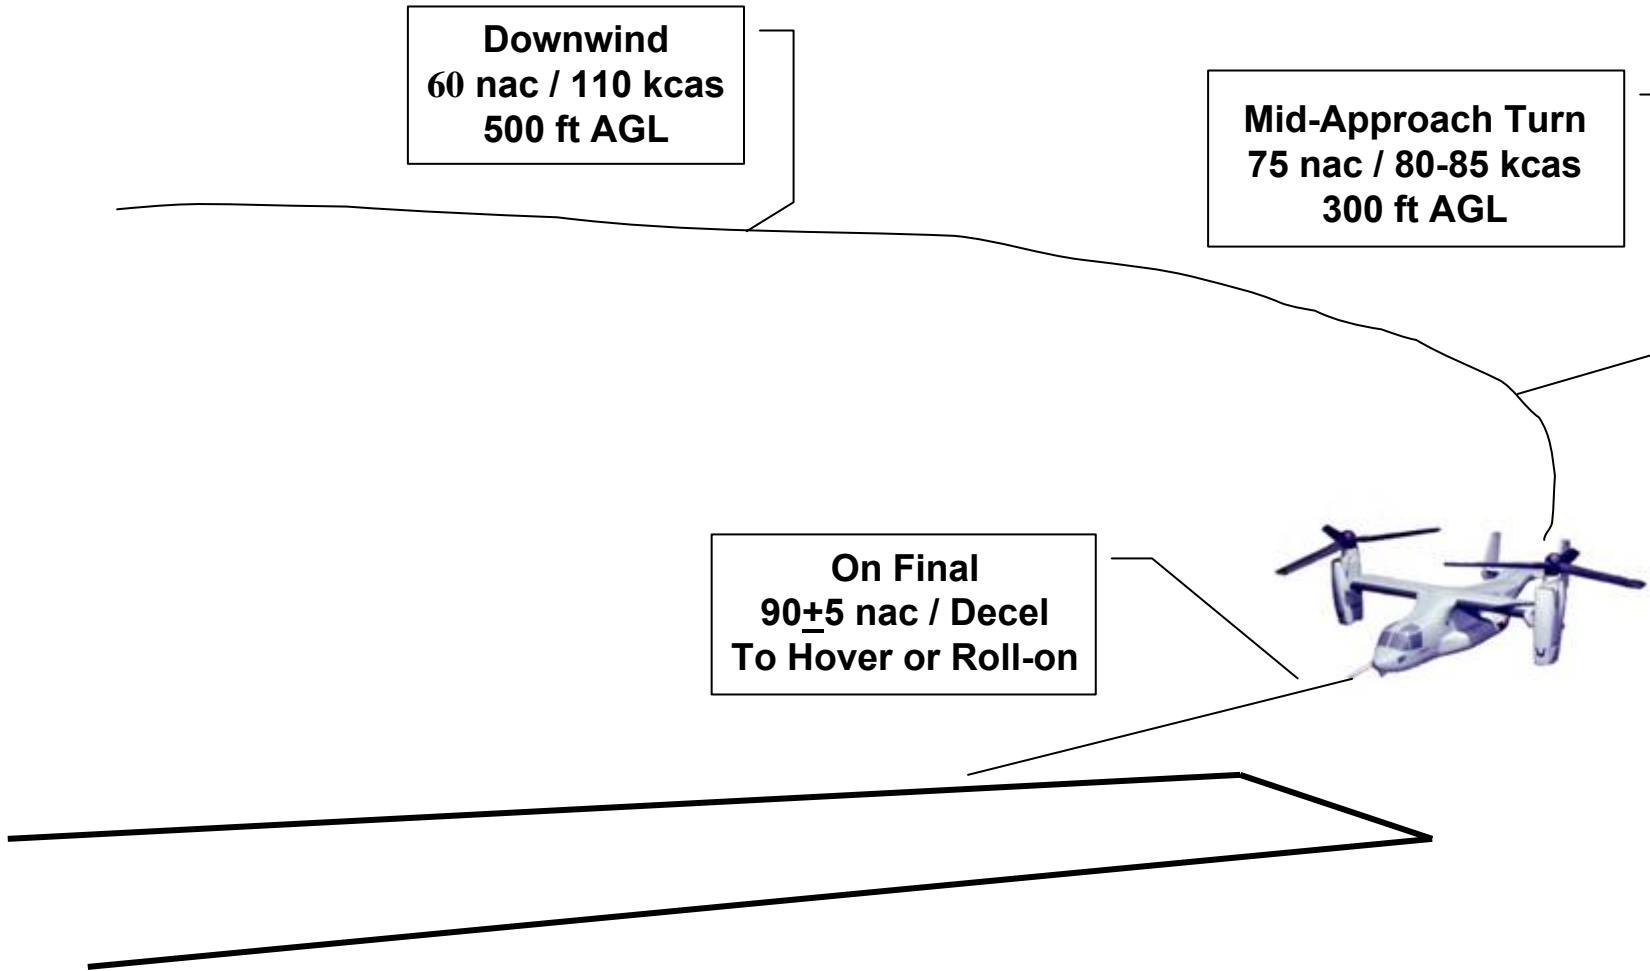 Downwind
60 nac / 110 kcas
500 ft AGL
Mid-Approach Turn
75 nac / 80-85 kcas
300 ft AGL
On Final
90±5 nac / Decel
To Hover or Roll-on